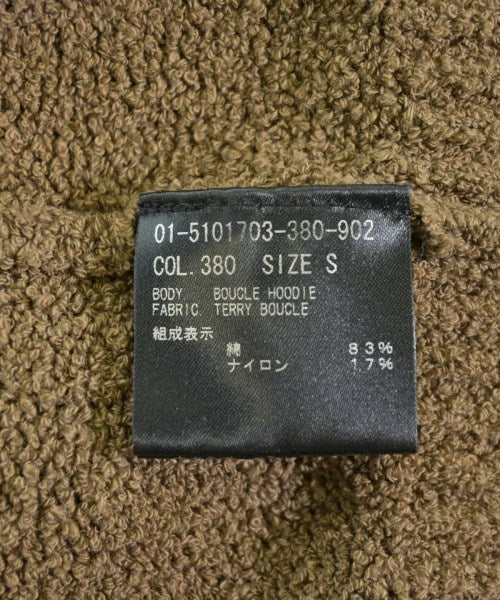 01-5101703-380-902
COL. 380 SIZE S
BODY BOUCLE HOODIE
FABRIC TERRY BOUCLE
組成表示
綿 83%
ナイロン 17%